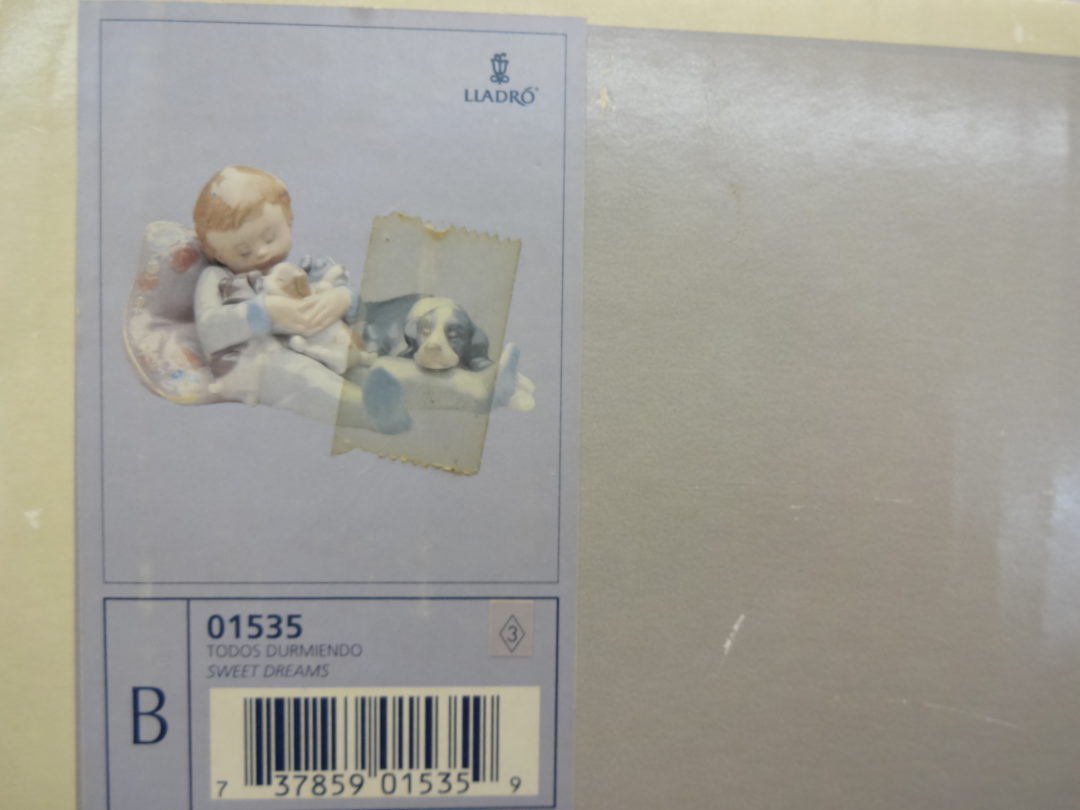 LLADRÓ®
01535
3
TODOS DURMIENDO
SWEET DREAMS
B
7 37859 01535 9